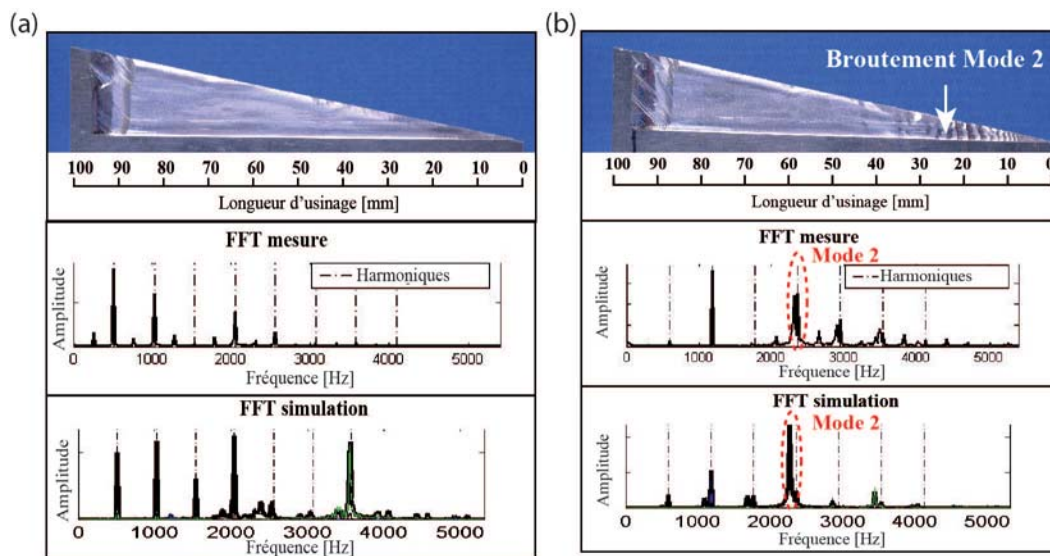 (a)
100 90 80 70 60 50 40 30 20 10 0
Longueur d'usinage [mm]
FFT mesure
Harmoniques
Amplitude
0 1000 2000 3000 4000 5000
Fréquence [Hz]
FFT simulation
Amplitude
0 1000 2000 3000 4000 5000
Fréquence [Hz]
(b)
Broutement Mode 2
100 90 80 70 60 50 40 30 20 10 0
Longueur d'usinage [mm]
FFT mesure
Mode 2
Harmoniques
Amplitude
0 1000 2000 3000 4000 5000
Fréquence [Hz]
FFT simulation
Mode 2
Amplitude
0 1000 2000 3000 4000 5000
Fréquence [Hz]